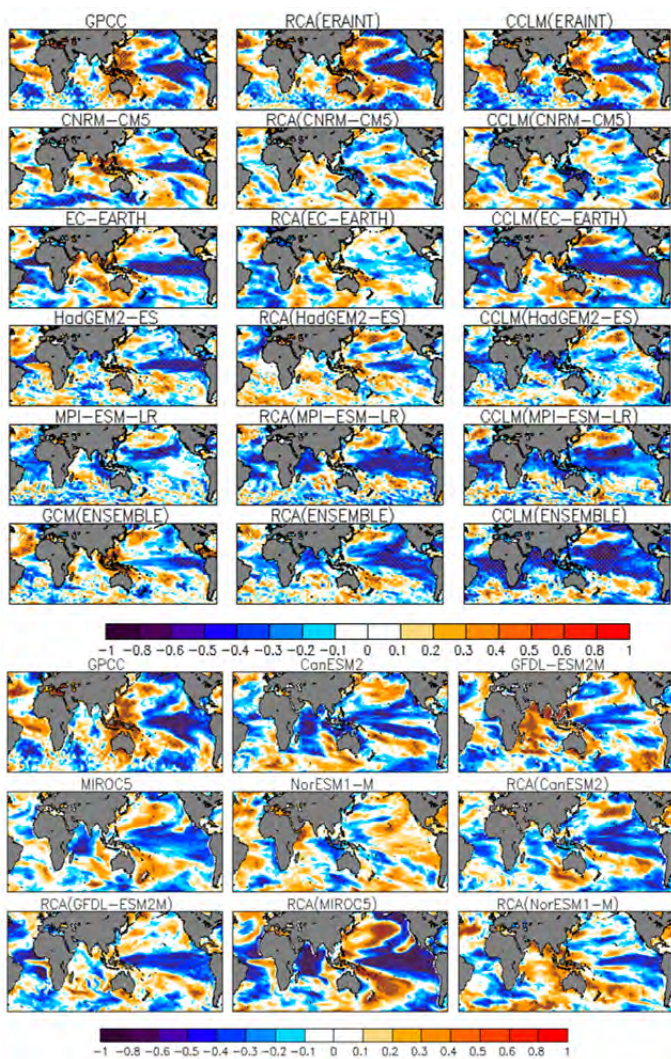 GPCC RCA(ERAINT) CCLM(ERAINT)
CNRM-CM5 RCA(CNRM-CM5) CCLM(CNRM-CM5)
EC-EARTH RCA(EC-EARTH) CCLM(EC-EARTH)
HadGEM2-ES RCA(HadGEM2-ES) CCLM(HadGEM2-ES)
MPI-ESM-LR RCA(MPI-ESM-LR) CCLM(MPI-ESM-LR)
GCM(ENSEMBLE) RCA(ENSEMBLE) CCLM(ENSEMBLE)
-1 -0.6 -0.5 -0.4 -0.3 -0.2 -0.1 0 0.1 0.2 0.3 0.4 0.5 0.6 0.8 1
GPCC CanESM2 GFDL-ESM2M
MIROC5 NorESM1-M RCA(CanESM2)
RCA(GFDL-ESM2M) RCA(MIROC5) RCA(NorESM1-M)
-1 -0.6 -0.5 -0.4 -0.3 -0.2 -0.1 0 0.1 0.2 0.3 0.4 0.5 0.6 0.8 1